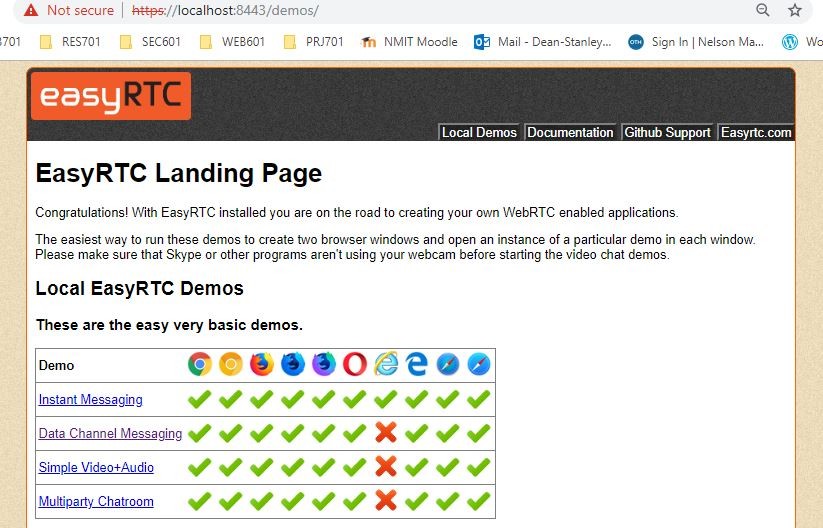 Not secure https://localhost:8443/demos/
701 RES701 SEC601 WEB601 PRJ701 NMIT Moodle Mail - Dean-Stanley... OTH Sign In | Nelson Ma... Wo
easyRTC
Local Demos Documentation Github Support Easyrtc.com
EasyRTC Landing Page
Congratulations! With EasyRTC installed you are on the road to creating your own WebRTC enabled applications.
The easiest way to run these demos to create two browser windows and open an instance of a particular demo in each window.
Please make sure that Skype or other programs aren't using your webcam before starting the video chat demos.
Local EasyRTC Demos
These are the easy very basic demos.
Demo
Instant Messaging
Data Channel Messaging
Simple Video+Audio
Multiparty Chatroom